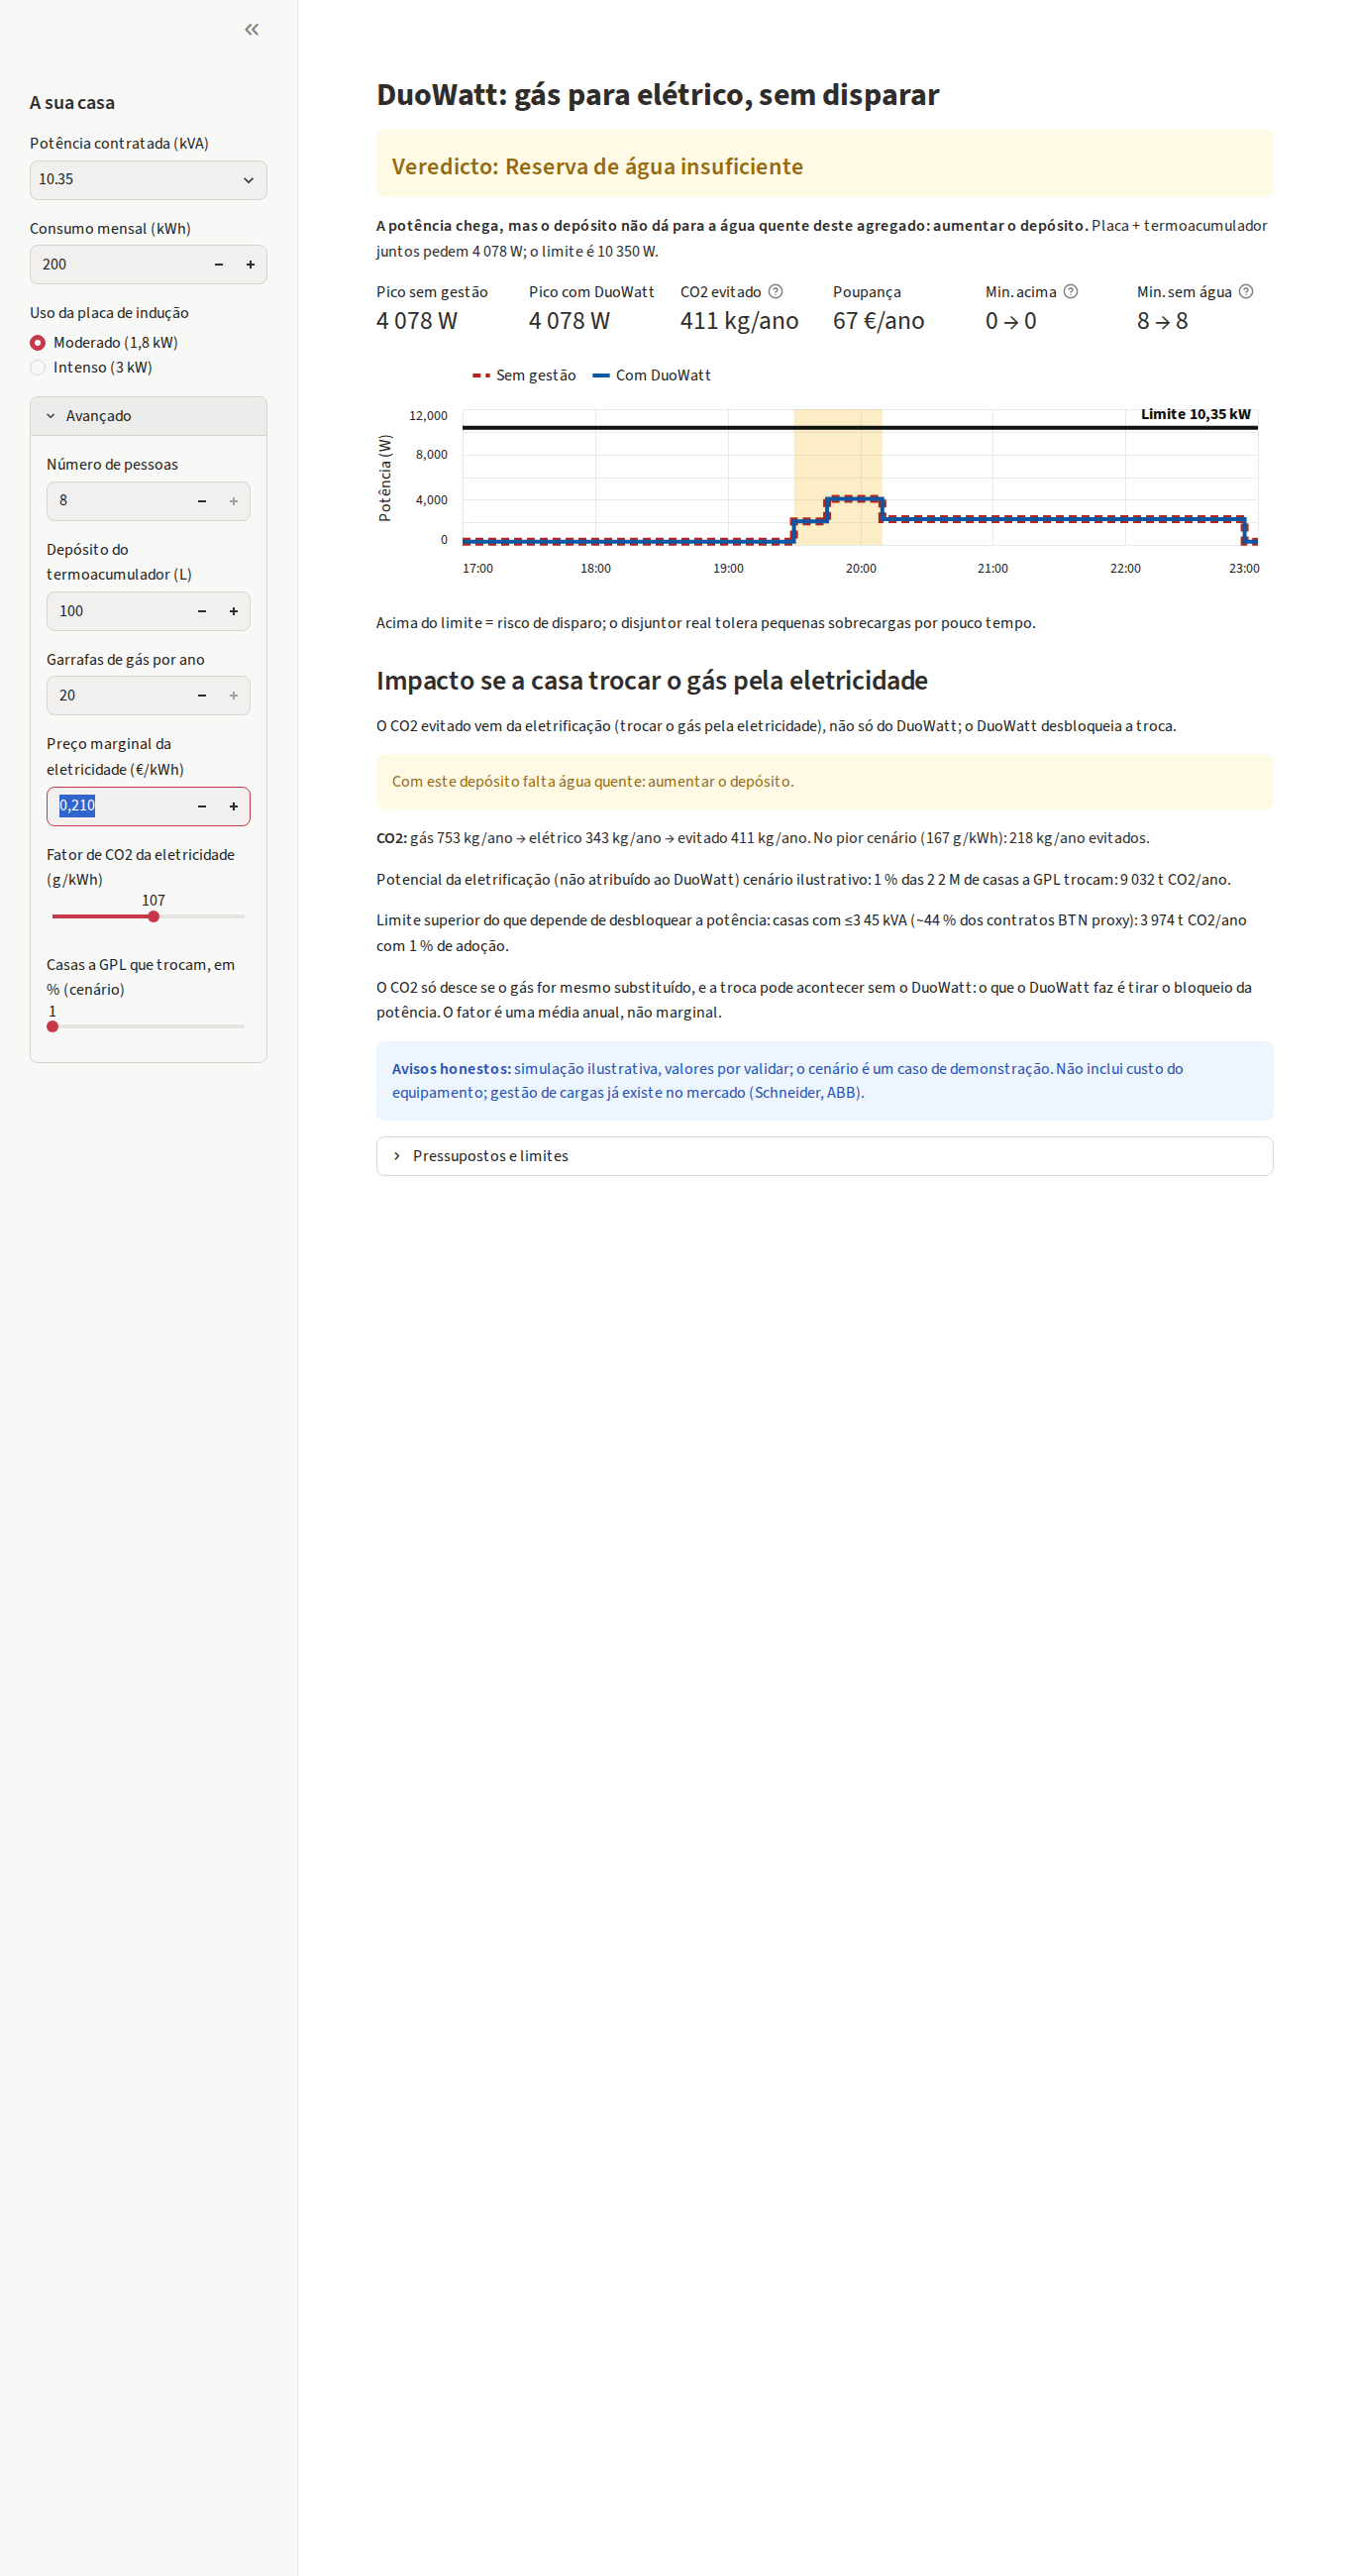 A sua casa
Potência contratada (kVA)
10.35
Consumo mensal (kWh)
200
Uso da placa de indução
Moderado (1,8 kW)
Intenso (3 kW)
Avançado
Número de pessoas
8
Depósito do
termoacumulador (L)
100
Garrafas de gás por ano
20
Preço marginal da
eletricidade (€/kWh)
0,210
Fator de CO2 da eletricidade
(g/kWh)
107
Casas a GPL que trocam, em
% (cenário)
1
DuoWatt: gás para elétrico, sem disparar
Veredicto: Reserva de água insuficiente
A potência chega, mas o depósito não dá para a água quente deste agregado: aumentar o depósito. Placa + termoacumulador
juntos pedem 4 078 W; o limite é 10 350 W.
Pico sem gestão
4 078 W
Pico com DuoWatt
4 078 W
CO2 evitado
411 kg/ano
Poupança
67 €/ano
Min. acima
0 → 0
Min. sem água
8 → 8
Sem gestão Com DuoWatt
Limite 10,35 kW
Potência (W)
12,000
8,000
4,000
0
17:00 18:00 19:00 20:00 21:00 22:00 23:00
Acima do limite = risco de disparo; o disjuntor real tolera pequenas sobrecargas por pouco tempo.
Impacto se a casa trocar o gás pela eletricidade
O CO2 evitado vem da eletrificação (trocar o gás pela eletricidade), não só do DuoWatt; o DuoWatt desbloqueia a troca.
Com este depósito falta água quente: aumentar o depósito.
CO2: gás 753 kg/ano → elétrico 343 kg/ano → evitado 411 kg/ano. No pior cenário (167 g/kWh): 218 kg/ano evitados.
Potencial da eletrificação (não atribuído ao DuoWatt) cenário ilustrativo: 1 % das 2 2 M de casas a GPL trocam: 9 032 t CO2/ano.
Limite superior do que depende de desbloquear a potência: casas com ≤3 45 kVA (~44 % dos contratos BTN proxy): 3 974 t CO2/ano
com 1 % de adoção.
O CO2 só desce se o gás for mesmo substituído, e a troca pode acontecer sem o DuoWatt: o que o DuoWatt faz é tirar o bloqueio da
potência. O fator é uma média anual, não marginal.
Avisos honestos: simulação ilustrativa, valores por validar; o cenário é um caso de demonstração. Não inclui custo do
equipamento; gestão de cargas já existe no mercado (Schneider, ABB).
Pressupostos e limites